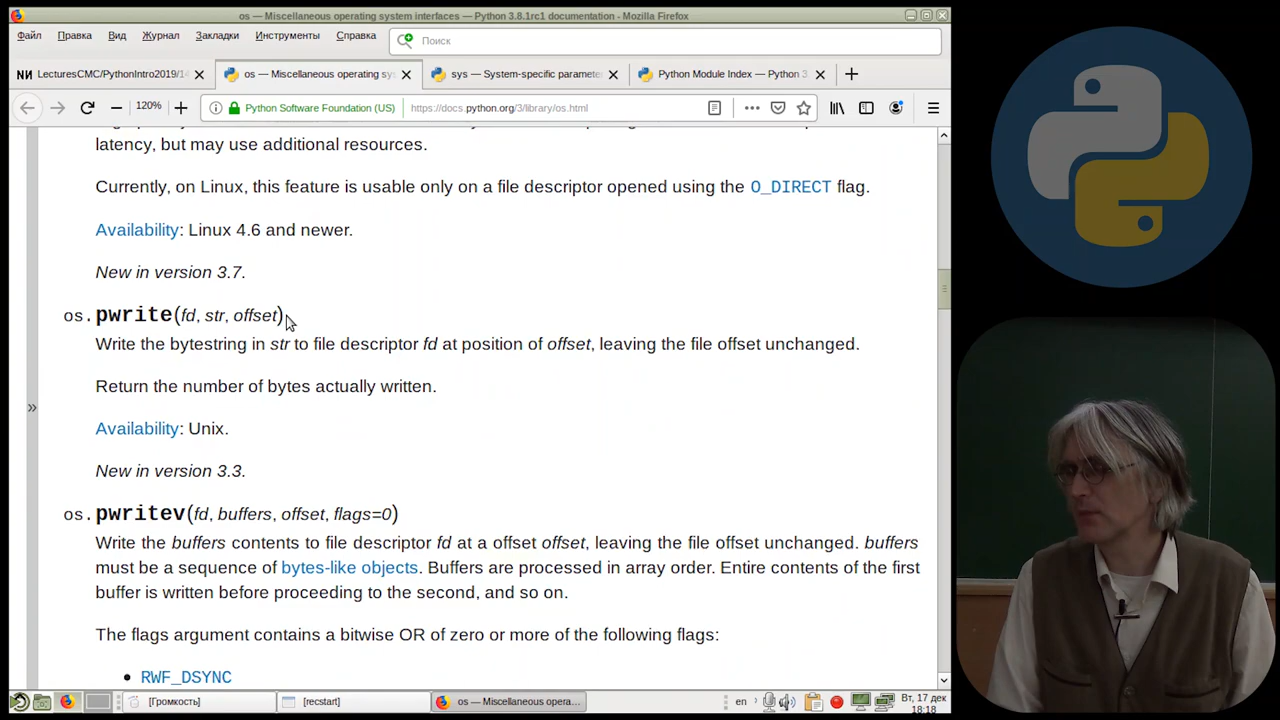 os — Miscellaneous operating system interfaces — Python 3.8.1rc1 documentation - Mozilla Firefox
Файл Правка Вид Журнал Закладки Инструменты Справка Поиск
LecturesCMC/PythonIntro2019/14 os — Miscellaneous operating sys sys — System-specific parameter Python Module Index — Python 3.
120% Python Software Foundation (US) https://docs.python.org/3/library/os.html
latency, but may use additional resources.
Currently, on Linux, this feature is usable only on a file descriptor opened using the O_DIRECT flag.
Availability: Linux 4.6 and newer.
New in version 3.7.
os.pwrite(fd, str, offset)
Write the bytestring in str to file descriptor fd at position of offset, leaving the file offset unchanged.
Return the number of bytes actually written.
»
Availability: Unix.
New in version 3.3.
os.pwritev(fd, buffers, offset, flags=0)
Write the buffers contents to file descriptor fd at a offset offset, leaving the file offset unchanged. buffers
must be a sequence of bytes-like objects. Buffers are processed in array order. Entire contents of the first
buffer is written before proceeding to the second, and so on.
The flags argument contains a bitwise OR of zero or more of the following flags:
• RWF_DSYNC
[Громкость] [recstart] os — Miscellaneous opera... en Вт, 17 дек
18:18